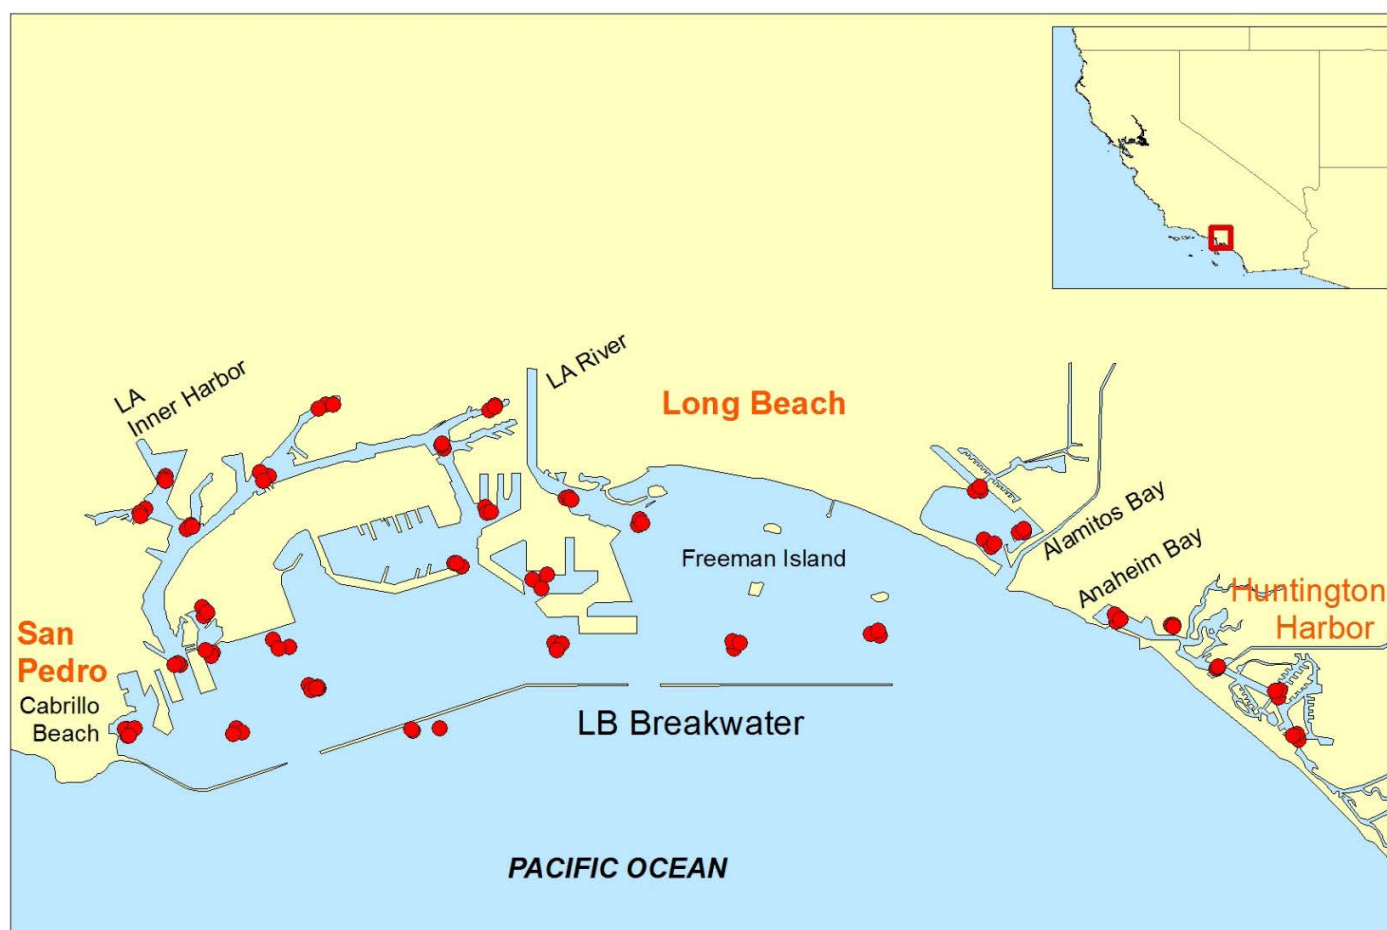 LA
Inner Harbor
LA River
Long Beach
Freeman Island
Alamitos Bay
Anaheim Bay
Huntington
Harbor
San
Pedro
Cabrillo
Beach
LB Breakwater
PACIFIC OCEAN